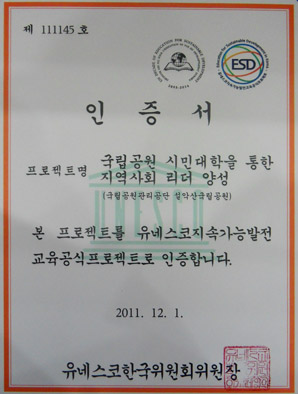 제 111145 호
ESD
인 증 서
프로젝트명 국립공원 시민대학을 통한
지역사회 리더 양성
(국립공원관리공단 설악산국립공원)
본 프로젝트를 유네스코지속가능발전
교육공식프로젝트로 인증합니다.
2011. 12. 1.
유네스코한국위원회위원장